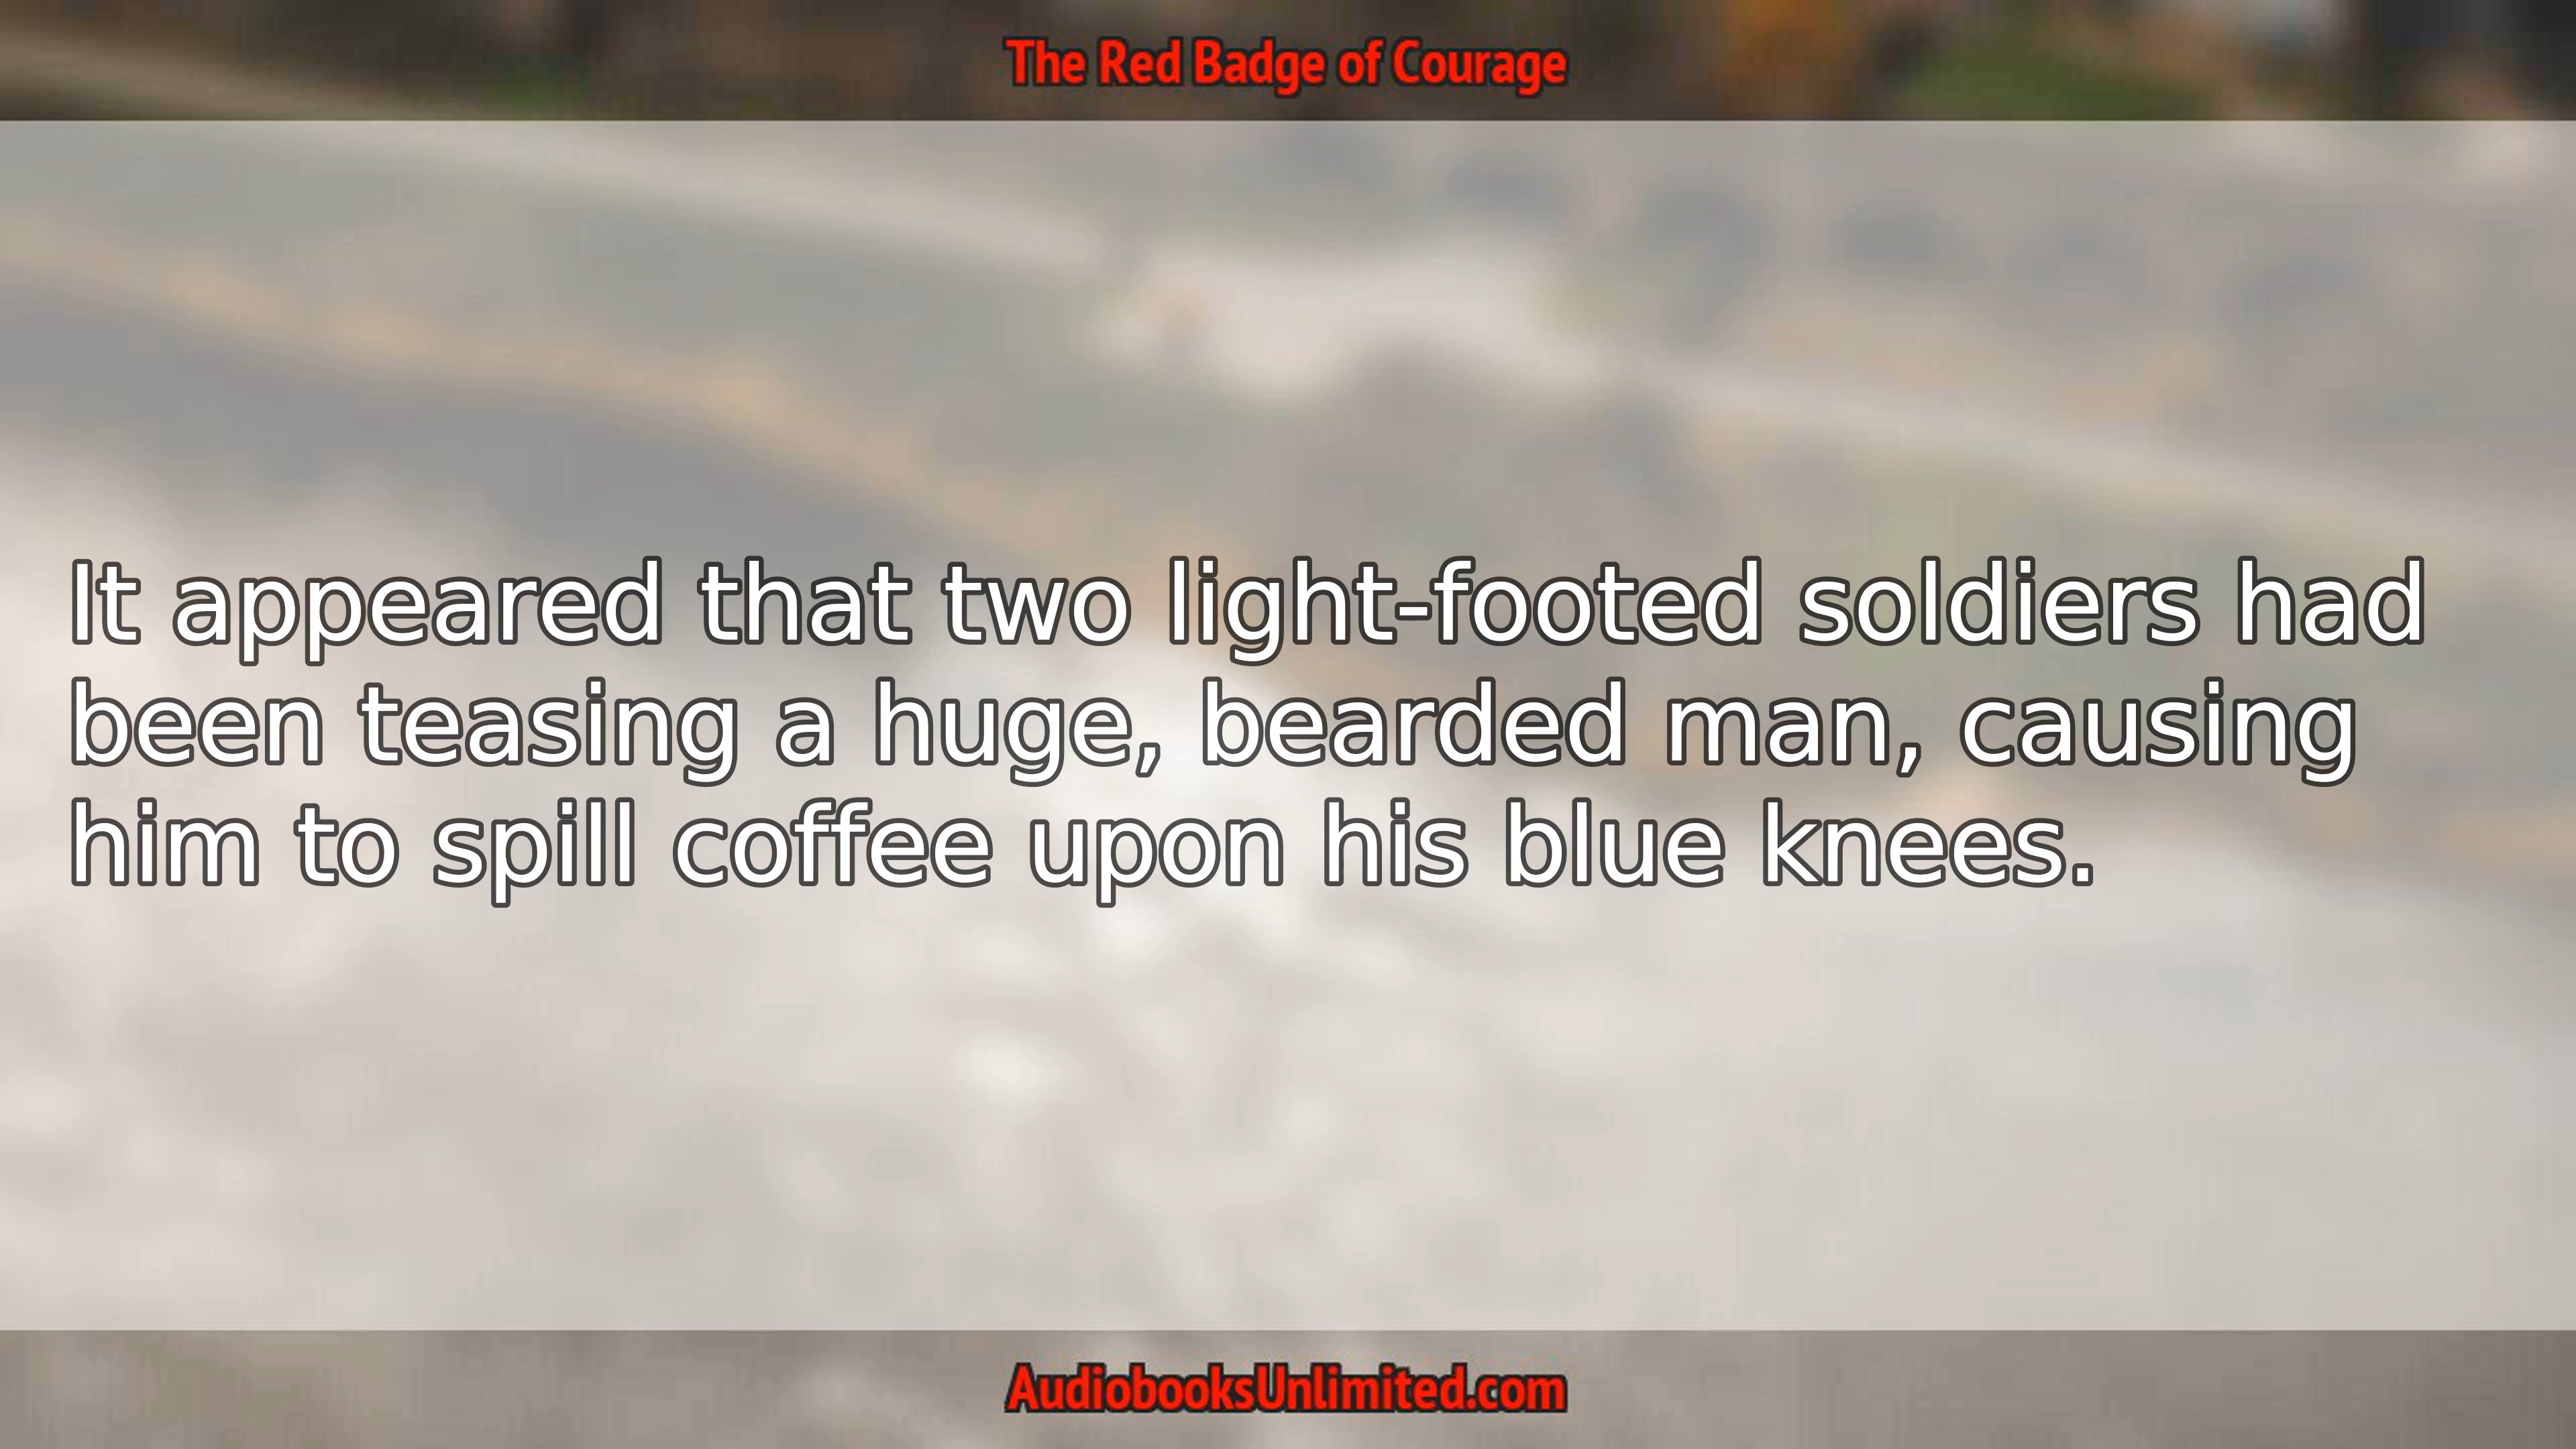 The Red Badge of Courage
It appeared that two light-footed soldiers had
been teasing a huge, bearded man, causing
him to spill coffee upon his blue knees.
AudiobooksUnlimited.com